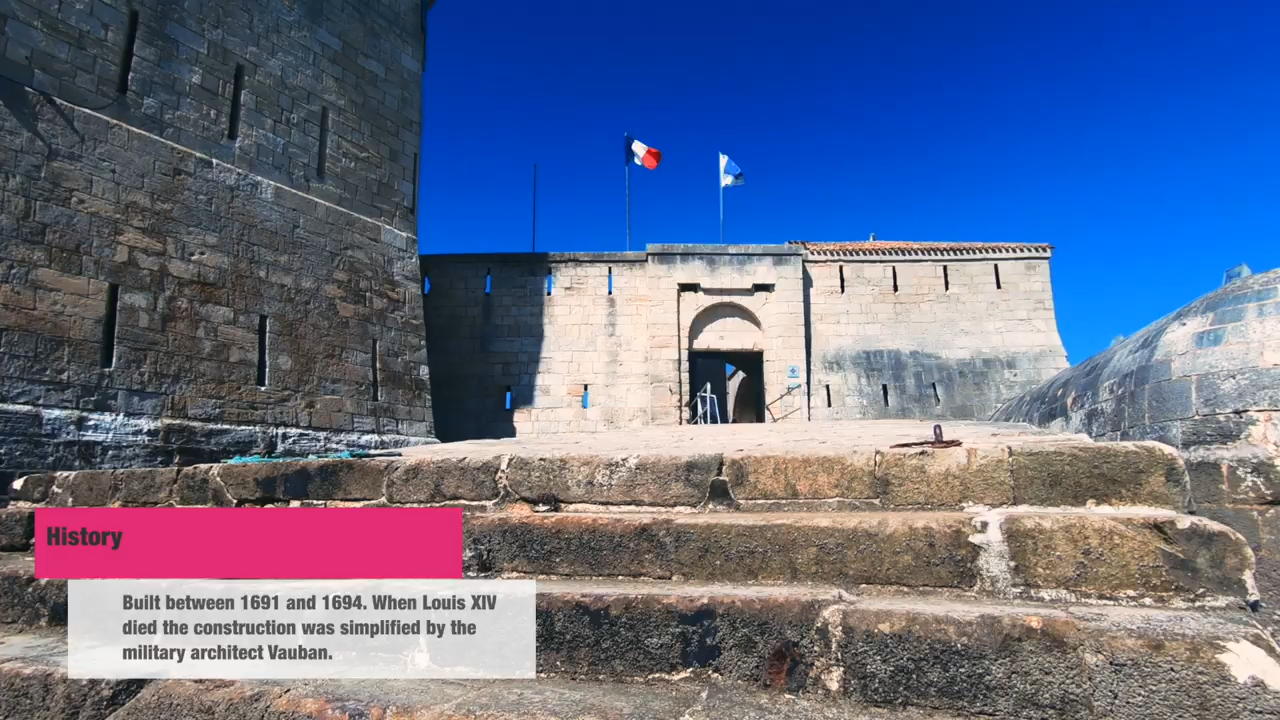 History
Built between 1691 and 1694. When Louis XIV
died the construction was simplified by the
military architect Vauban.